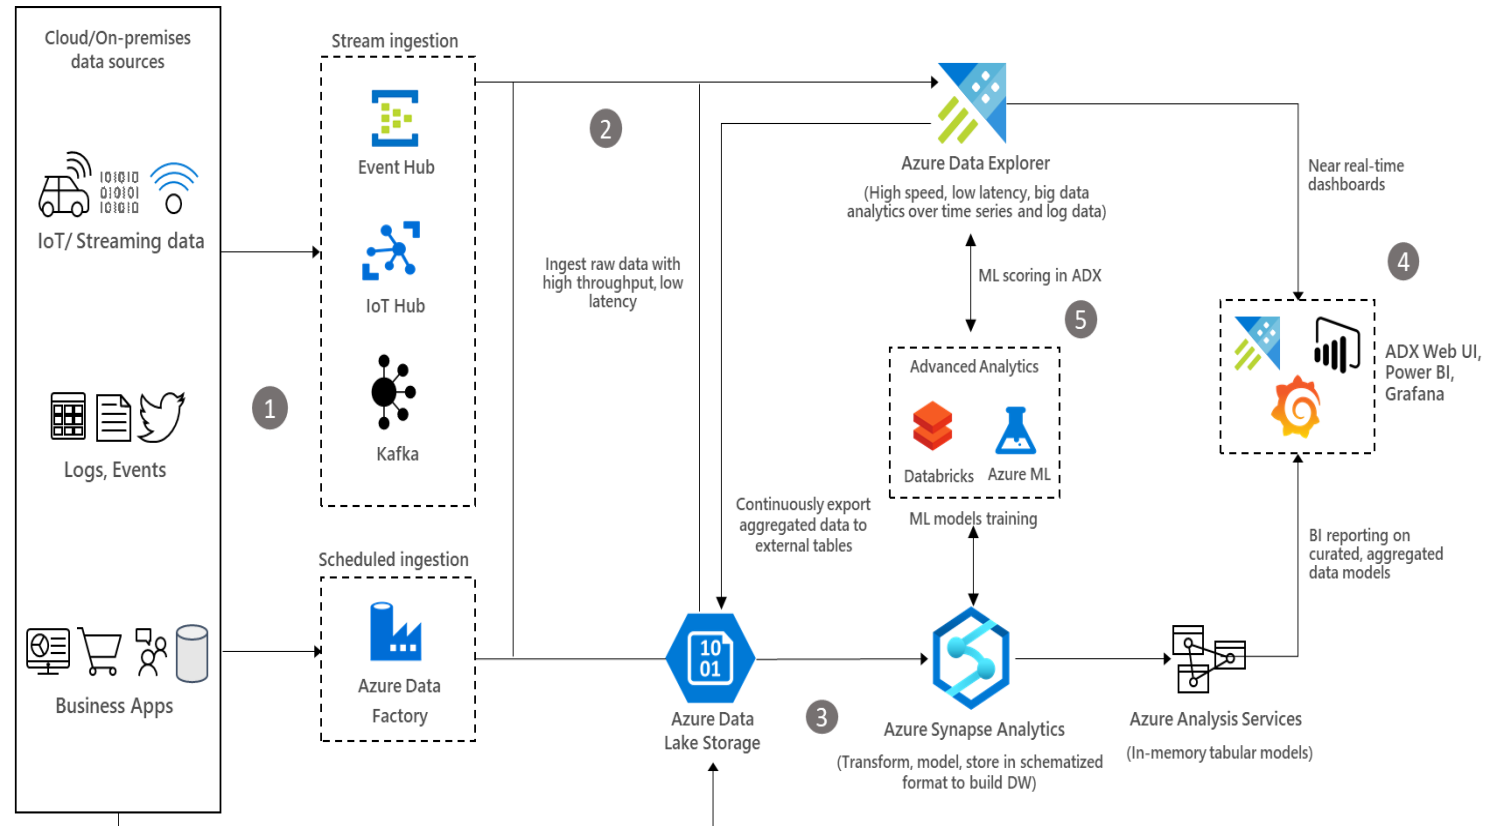 Cloud/On-premises
data sources
IoT/ Streaming data
Logs, Events
Business Apps
1
Stream ingestion
Event Hub
IoT Hub
Kafka
Scheduled ingestion
Azure Data
Factory
2
Ingest raw data with
high throughput, low
latency
Continuously export
aggregated data to
external tables
10
01
Azure Data
Lake Storage
3
Azure Data Explorer
(High speed, low latency, big data
analytics over time series and log data)
ML scoring in ADX
5
Advanced Analytics
Databricks
Azure ML
ML models training
Azure Synapse Analytics
(Transform, model, store in schematized
format to build DW)
Azure Analysis Services
(In-memory tabular models)
Near real-time
dashboards
4
ADX Web UI,
Power BI,
Grafana
BI reporting on
curated, aggregated
data models